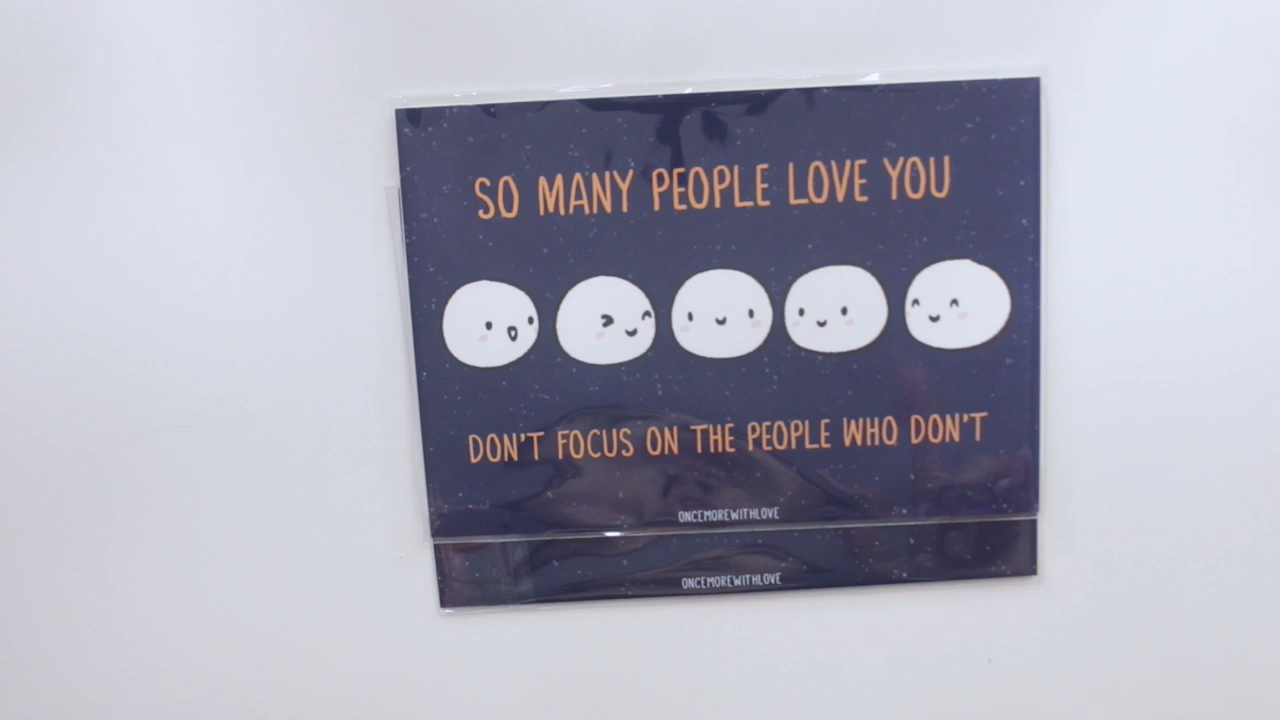 SO MANY PEOPLE LOVE YOU
DON'T FOCUS ON THE PEOPLE WHO DON'T
ONCEMOREWITHLOVE
ONCEMOREWITHLOVE